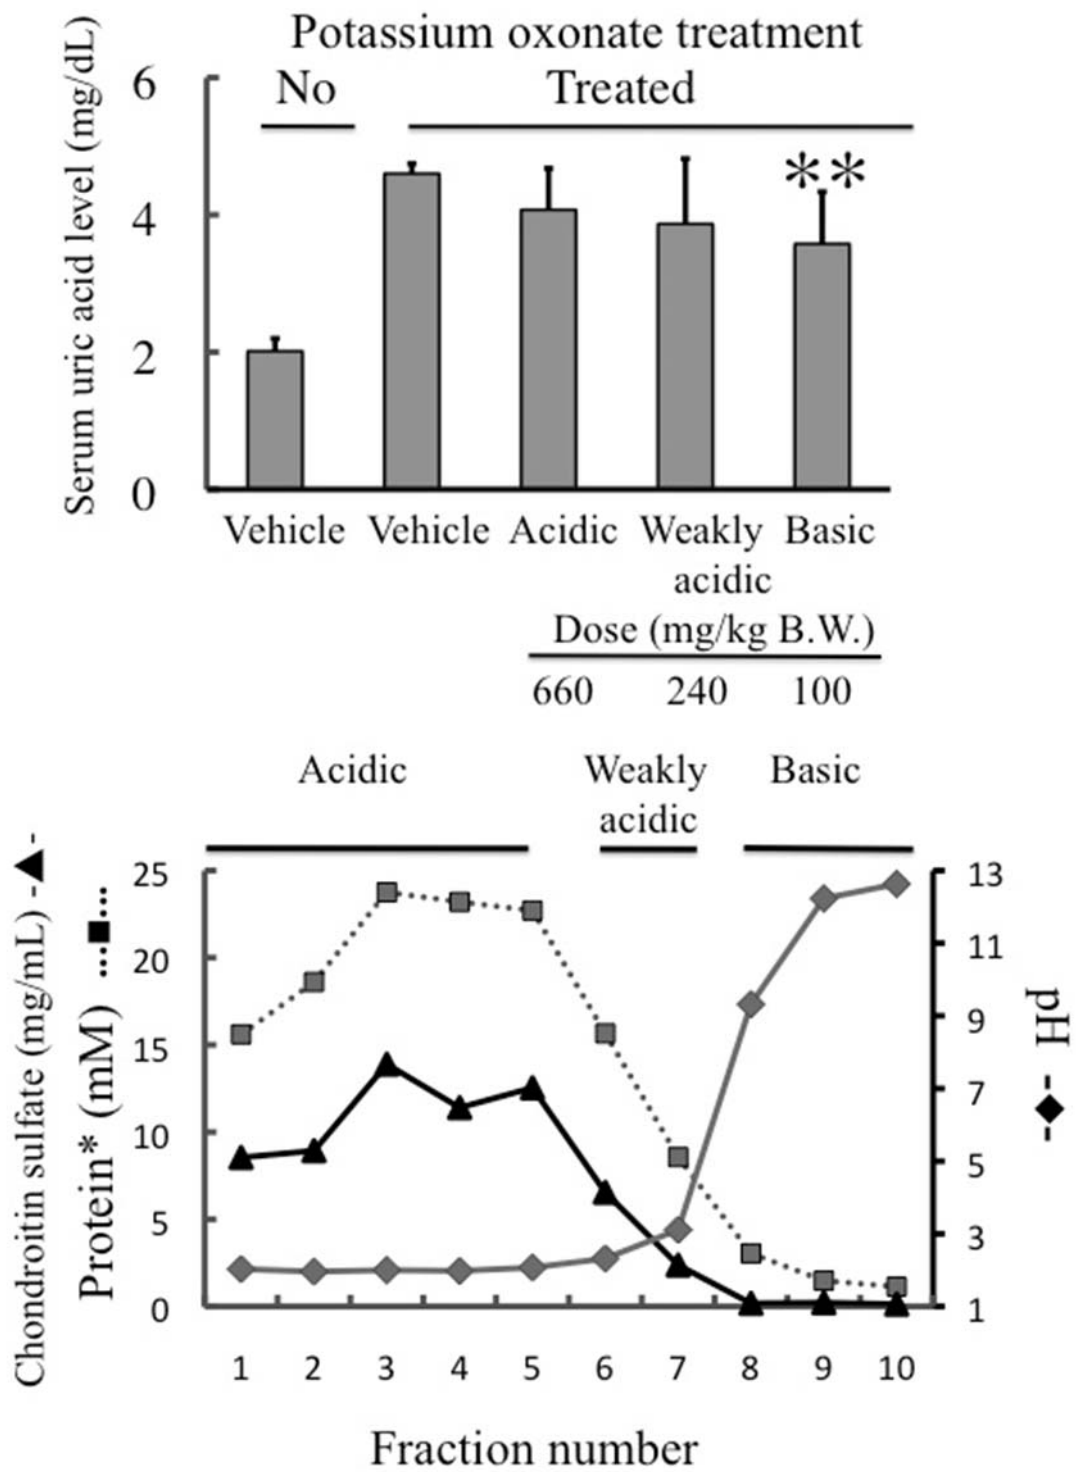 Potassium oxonate treatment
No Treated
Serum uric acid level (mg/dL)
6
4
2
0
Vehicle Vehicle Acidic Weakly acidic Basic
Dose (mg/kg B.W.)
660 240 100
**
Acidic Weakly acidic Basic
Chondroitin sulfate (mg/mL)
Protein* (mM)
25
20
15
10
5
0
13
11
9
7
5
3
1
pH
1 2 3 4 5 6 7 8 9 10
Fraction number